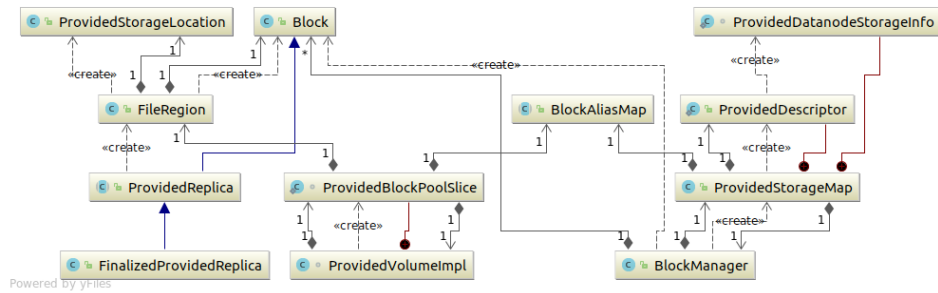 C ProvidedStorageLocation
C Block
C ProvidedDatanodeStorageInfo
1
1
*
«create»
1
1
«create»
«create»
«create»
C FileRegion
C BlockAliasMap
C ProvidedDescriptor
«create»
1
1
1
1
«create»
1
1
1
1
C ProvidedReplica
C ProvidedBlockPoolSlice
C ProvidedStorageMap
1
1
«create»
1
«create»
1
1
1
1
1
1
C FinalizedProvidedReplica
C ProvidedVolumeImpl
C BlockManager
Powered by yFiles